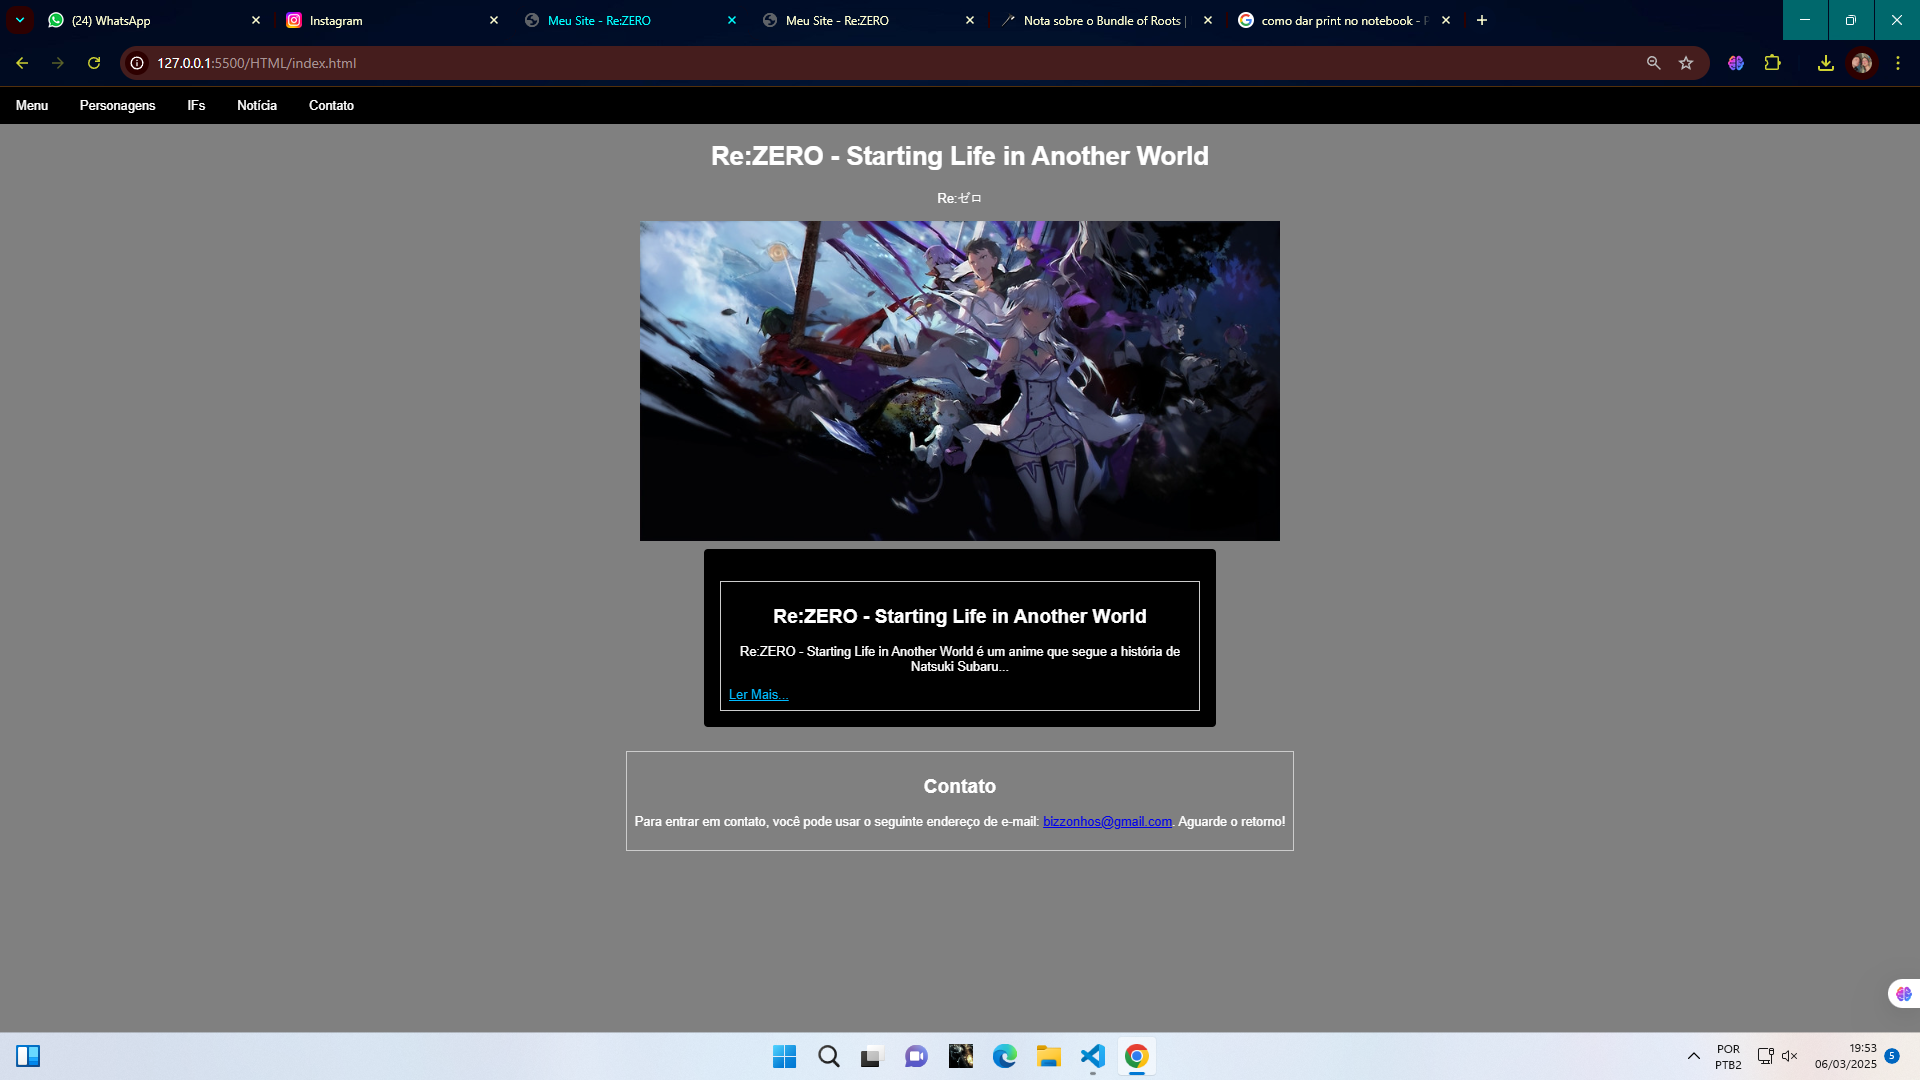 (24) WhatsApp
Instagram
Meu Site - Re:ZERO
Meu Site - Re:ZERO
Nota sobre o Bundle of Roots |
como dar print no notebook -
127.0.0.1:5500/HTML/index.html
Menu
Personagens
IFs
Notícia
Contato
Re:ZERO - Starting Life in Another World
Re:ゼロ
Re:ZERO - Starting Life in Another World
Re:ZERO - Starting Life in Another World é um anime que segue a história de
Natsuki Subaru...
Ler Mais...
Contato
Para entrar em contato, você pode usar o seguinte endereço de e-mail: bizzonhos@gmail.com. Aguarde o retorno!
POR
PTB2
19:53
06/03/2025
5